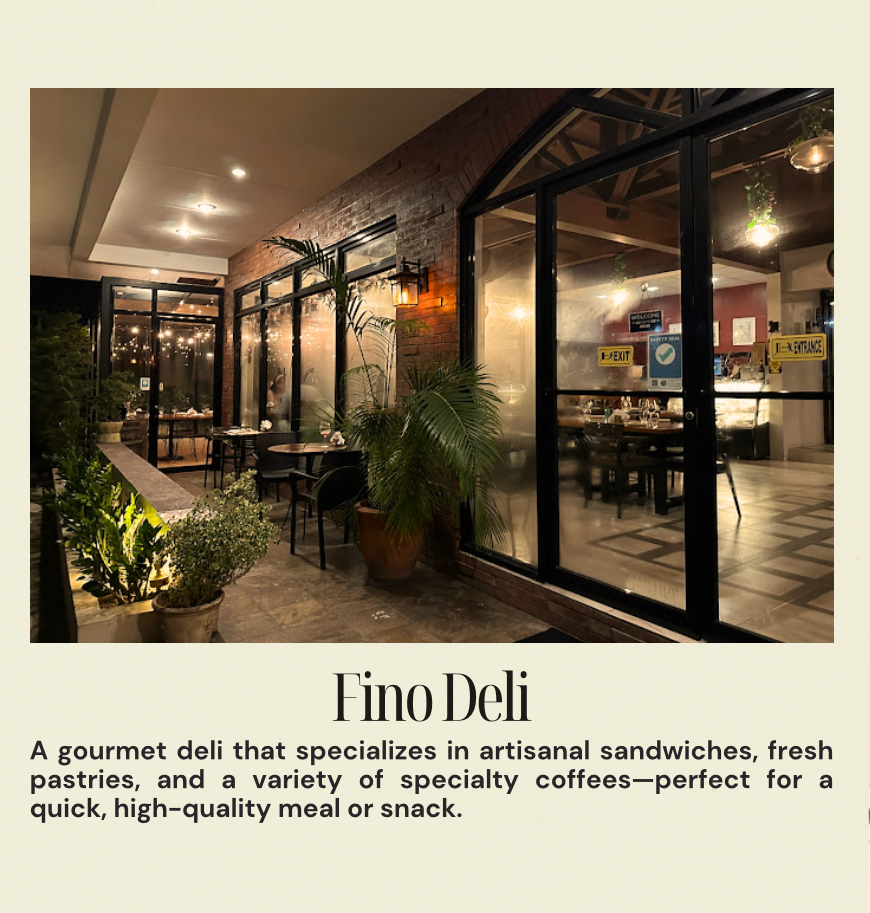 WELCOME
EXIT
SAFETY SEAL
ENTRANCE
Fino Deli
A gourmet deli that specializes in artisanal sandwiches, fresh
pastries, and a variety of specialty coffees—perfect for a
quick, high-quality meal or snack.